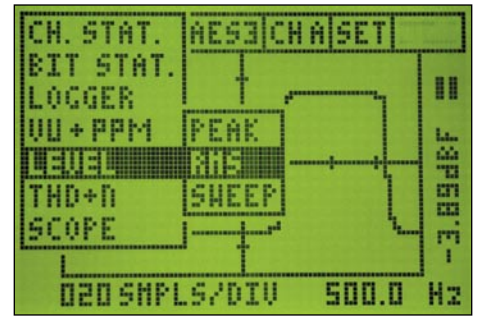 CH. STAT.
BIT STAT.
LOGGER
VU + PPM
LEVEL
THD+N
SCOPE
AES3 CH A SET
PEAK
RMS
SWEEP
-3.89dBF
020 SMPLS/DIV 500.0 Hz